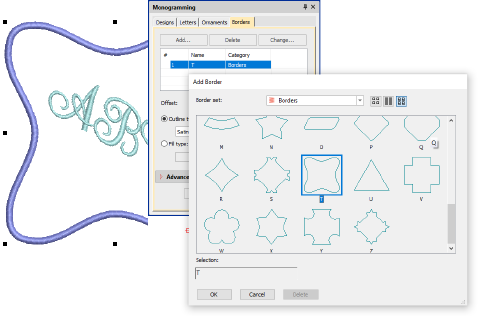 Monogramming
Designs Letters Ornaments Borders
Add... Delete Change...
# Name Category
1 T Borders
Offset:
Outline t
Satin
Fill type:
Advance
Add Border
Border set: Borders
N O P Q
R S T U V
W X Y Z
Selection:
T
OK Cancel Delete